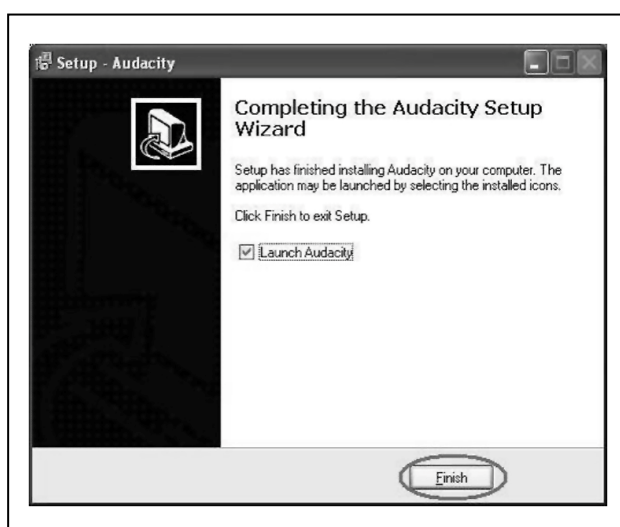 Setup - Audacity
Completing the Audacity Setup
Wizard
Setup has finished installing Audacity on your computer. The
application may be launched by selecting the installed icons.
Click Finish to exit Setup.
Launch Audacity
Finish